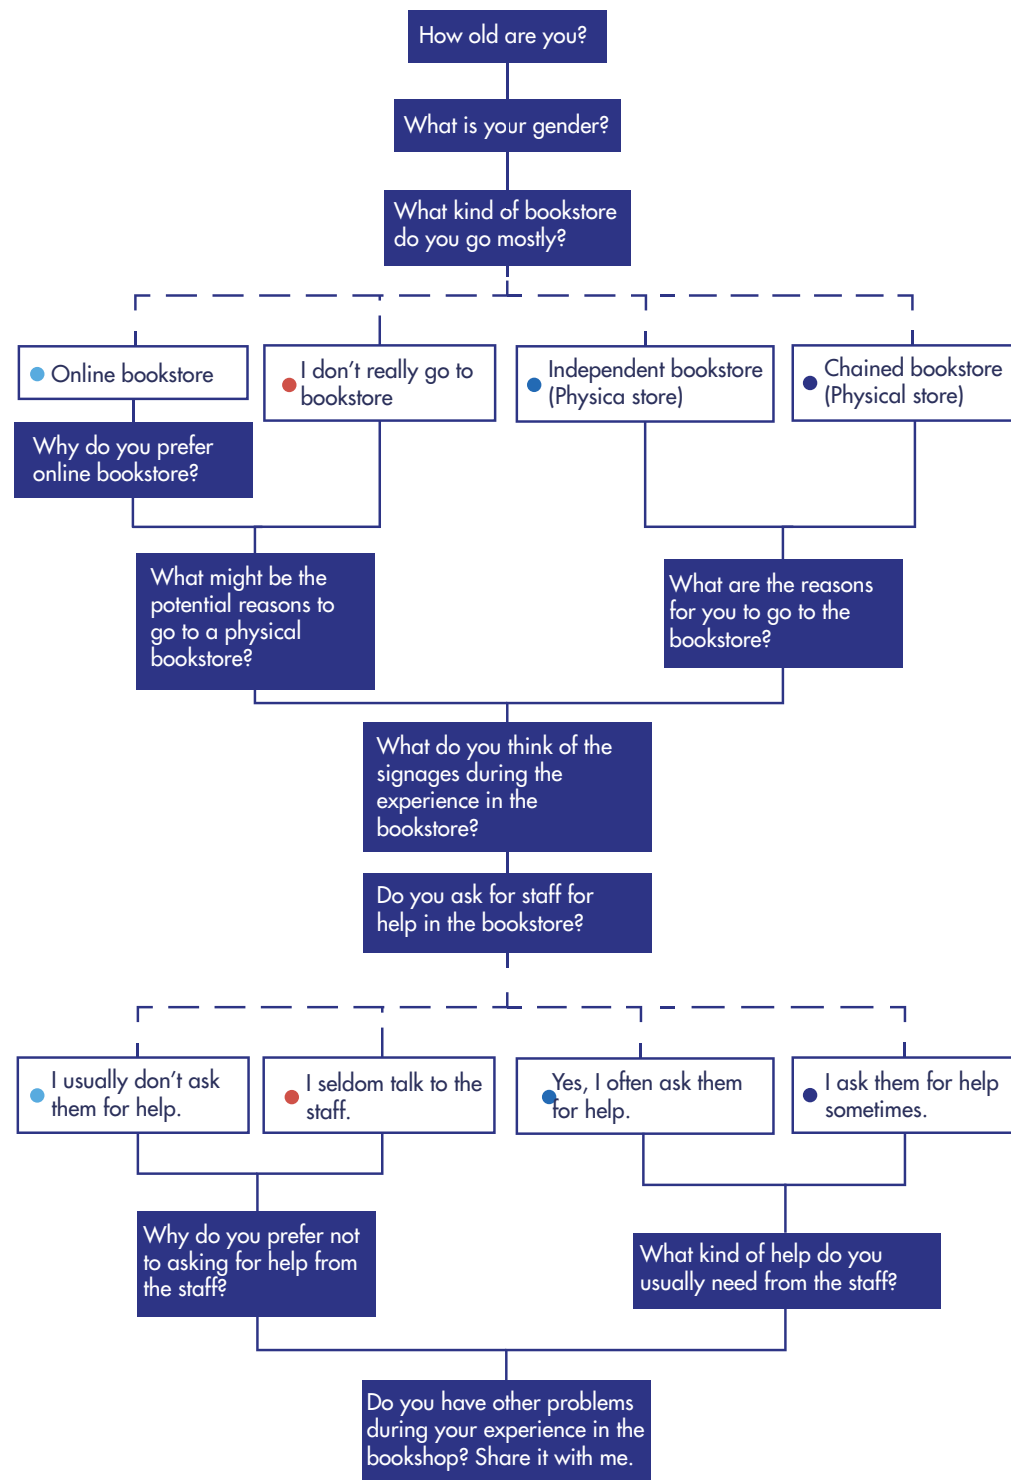 How old are you?
What is your gender?
What kind of bookstore
do you go mostly?
Online bookstore
I don't really go to
bookstore
Independent bookstore
(Physica store)
Chained bookstore
(Physical store)
Why do you prefer
online bookstore?
What might be the
potential reasons to
go to a physical
bookstore?
What are the reasons
for you to go to the
bookstore?
What do you think of the
signages during the
experience in the
bookstore?
Do you ask for staff for
help in the bookstore?
I usually don't ask
them for help.
I seldom talk to the
staff.
Yes, I often ask them
for help.
I ask them for help
sometimes.
Why do you prefer not
to asking for help from
the staff?
What kind of help do you
usually need from the staff?
Do you have other problems
during your experience in the
bookshop? Share it with me.